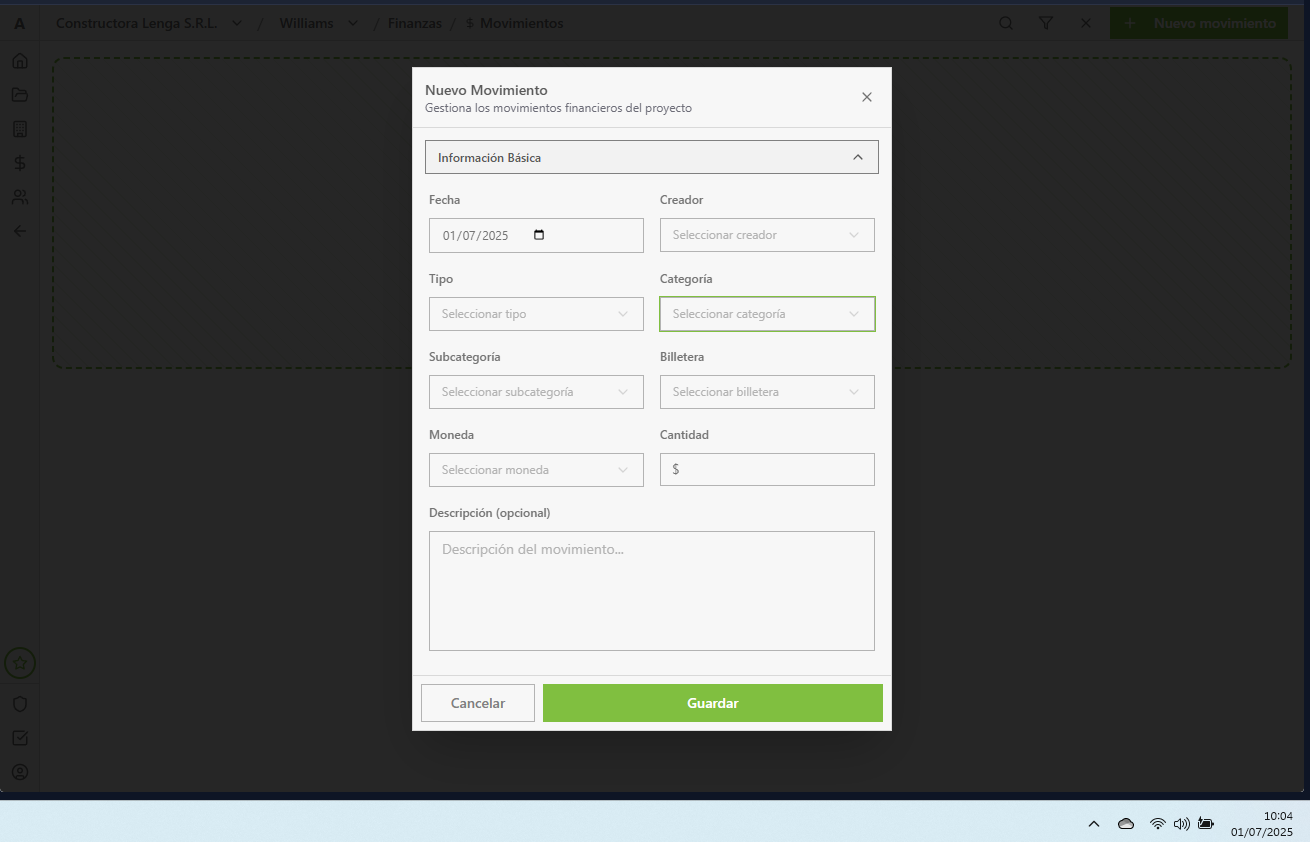 A Constructora Lenga S.R.L. / Williams / Finanzas / $ Movimientos + Nuevo movimiento
Nuevo Movimiento
Gestiona los movimientos financieros del proyecto
Información Básica
Fecha Creador
01/07/2025 Seleccionar creador
Tipo Categoría
Seleccionar tipo Seleccionar categoría
Subcategoría Billetera
Seleccionar subcategoría Seleccionar billetera
Moneda Cantidad
Seleccionar moneda $
Descripción (opcional)
Descripción del movimiento...
Cancelar Guardar
10:04
01/07/2025